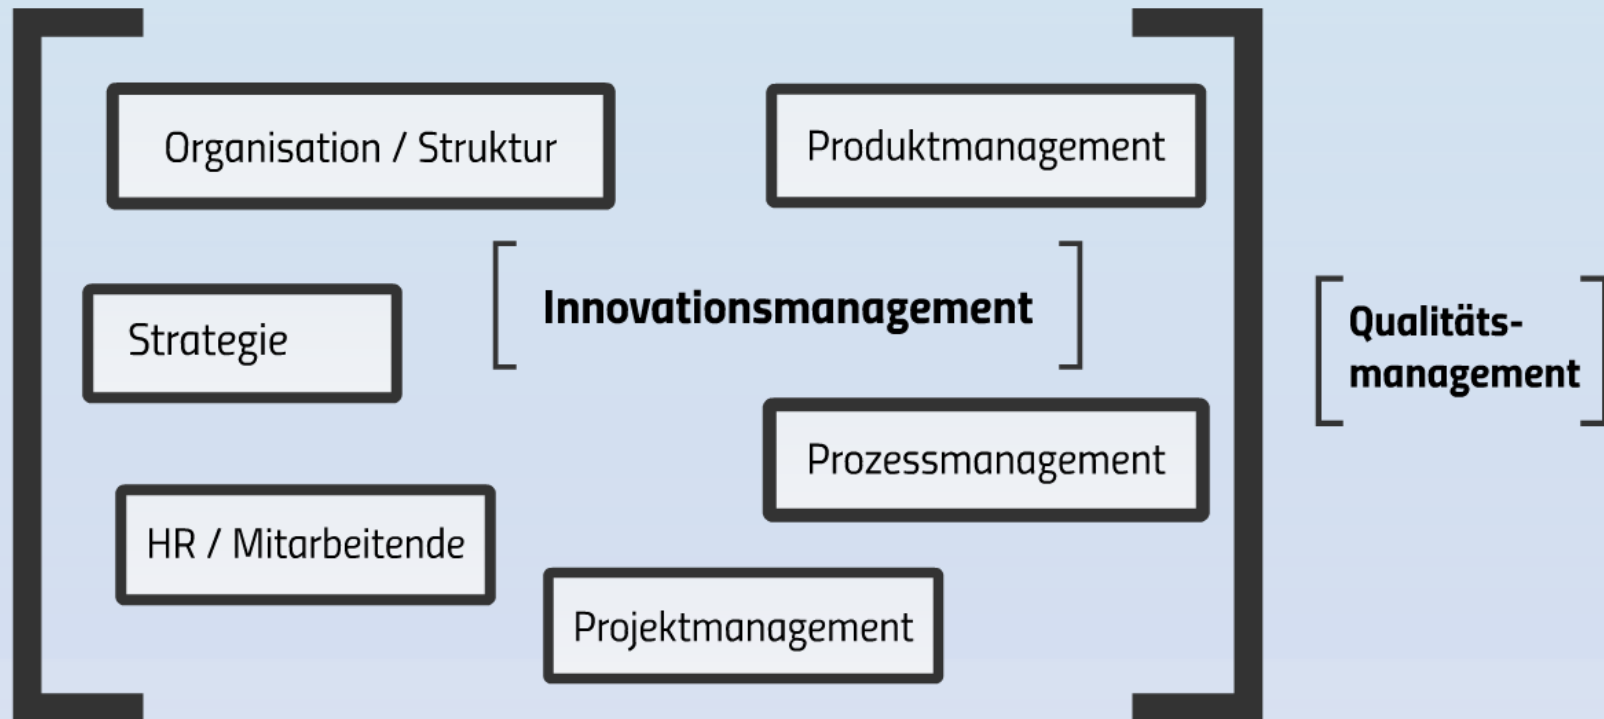 Organisation / Struktur
Produktmanagement
Innovationsmanagement
Strategie
Qualitäts-
management
Prozessmanagement
HR / Mitarbeitende
Projektmanagement